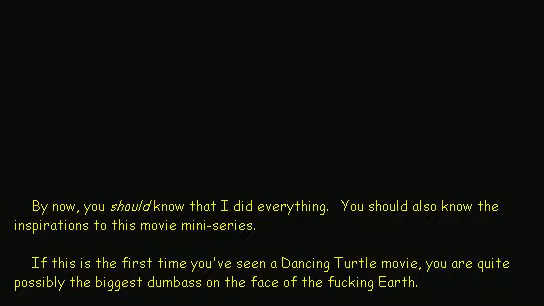 By now, you should know that I did everything.   You should also know the
inspirations to this movie mini-series.
If this is the first time you've seen a Dancing Turtle movie, you are quite
possibly the biggest dumbass on the face of the fucking Earth.